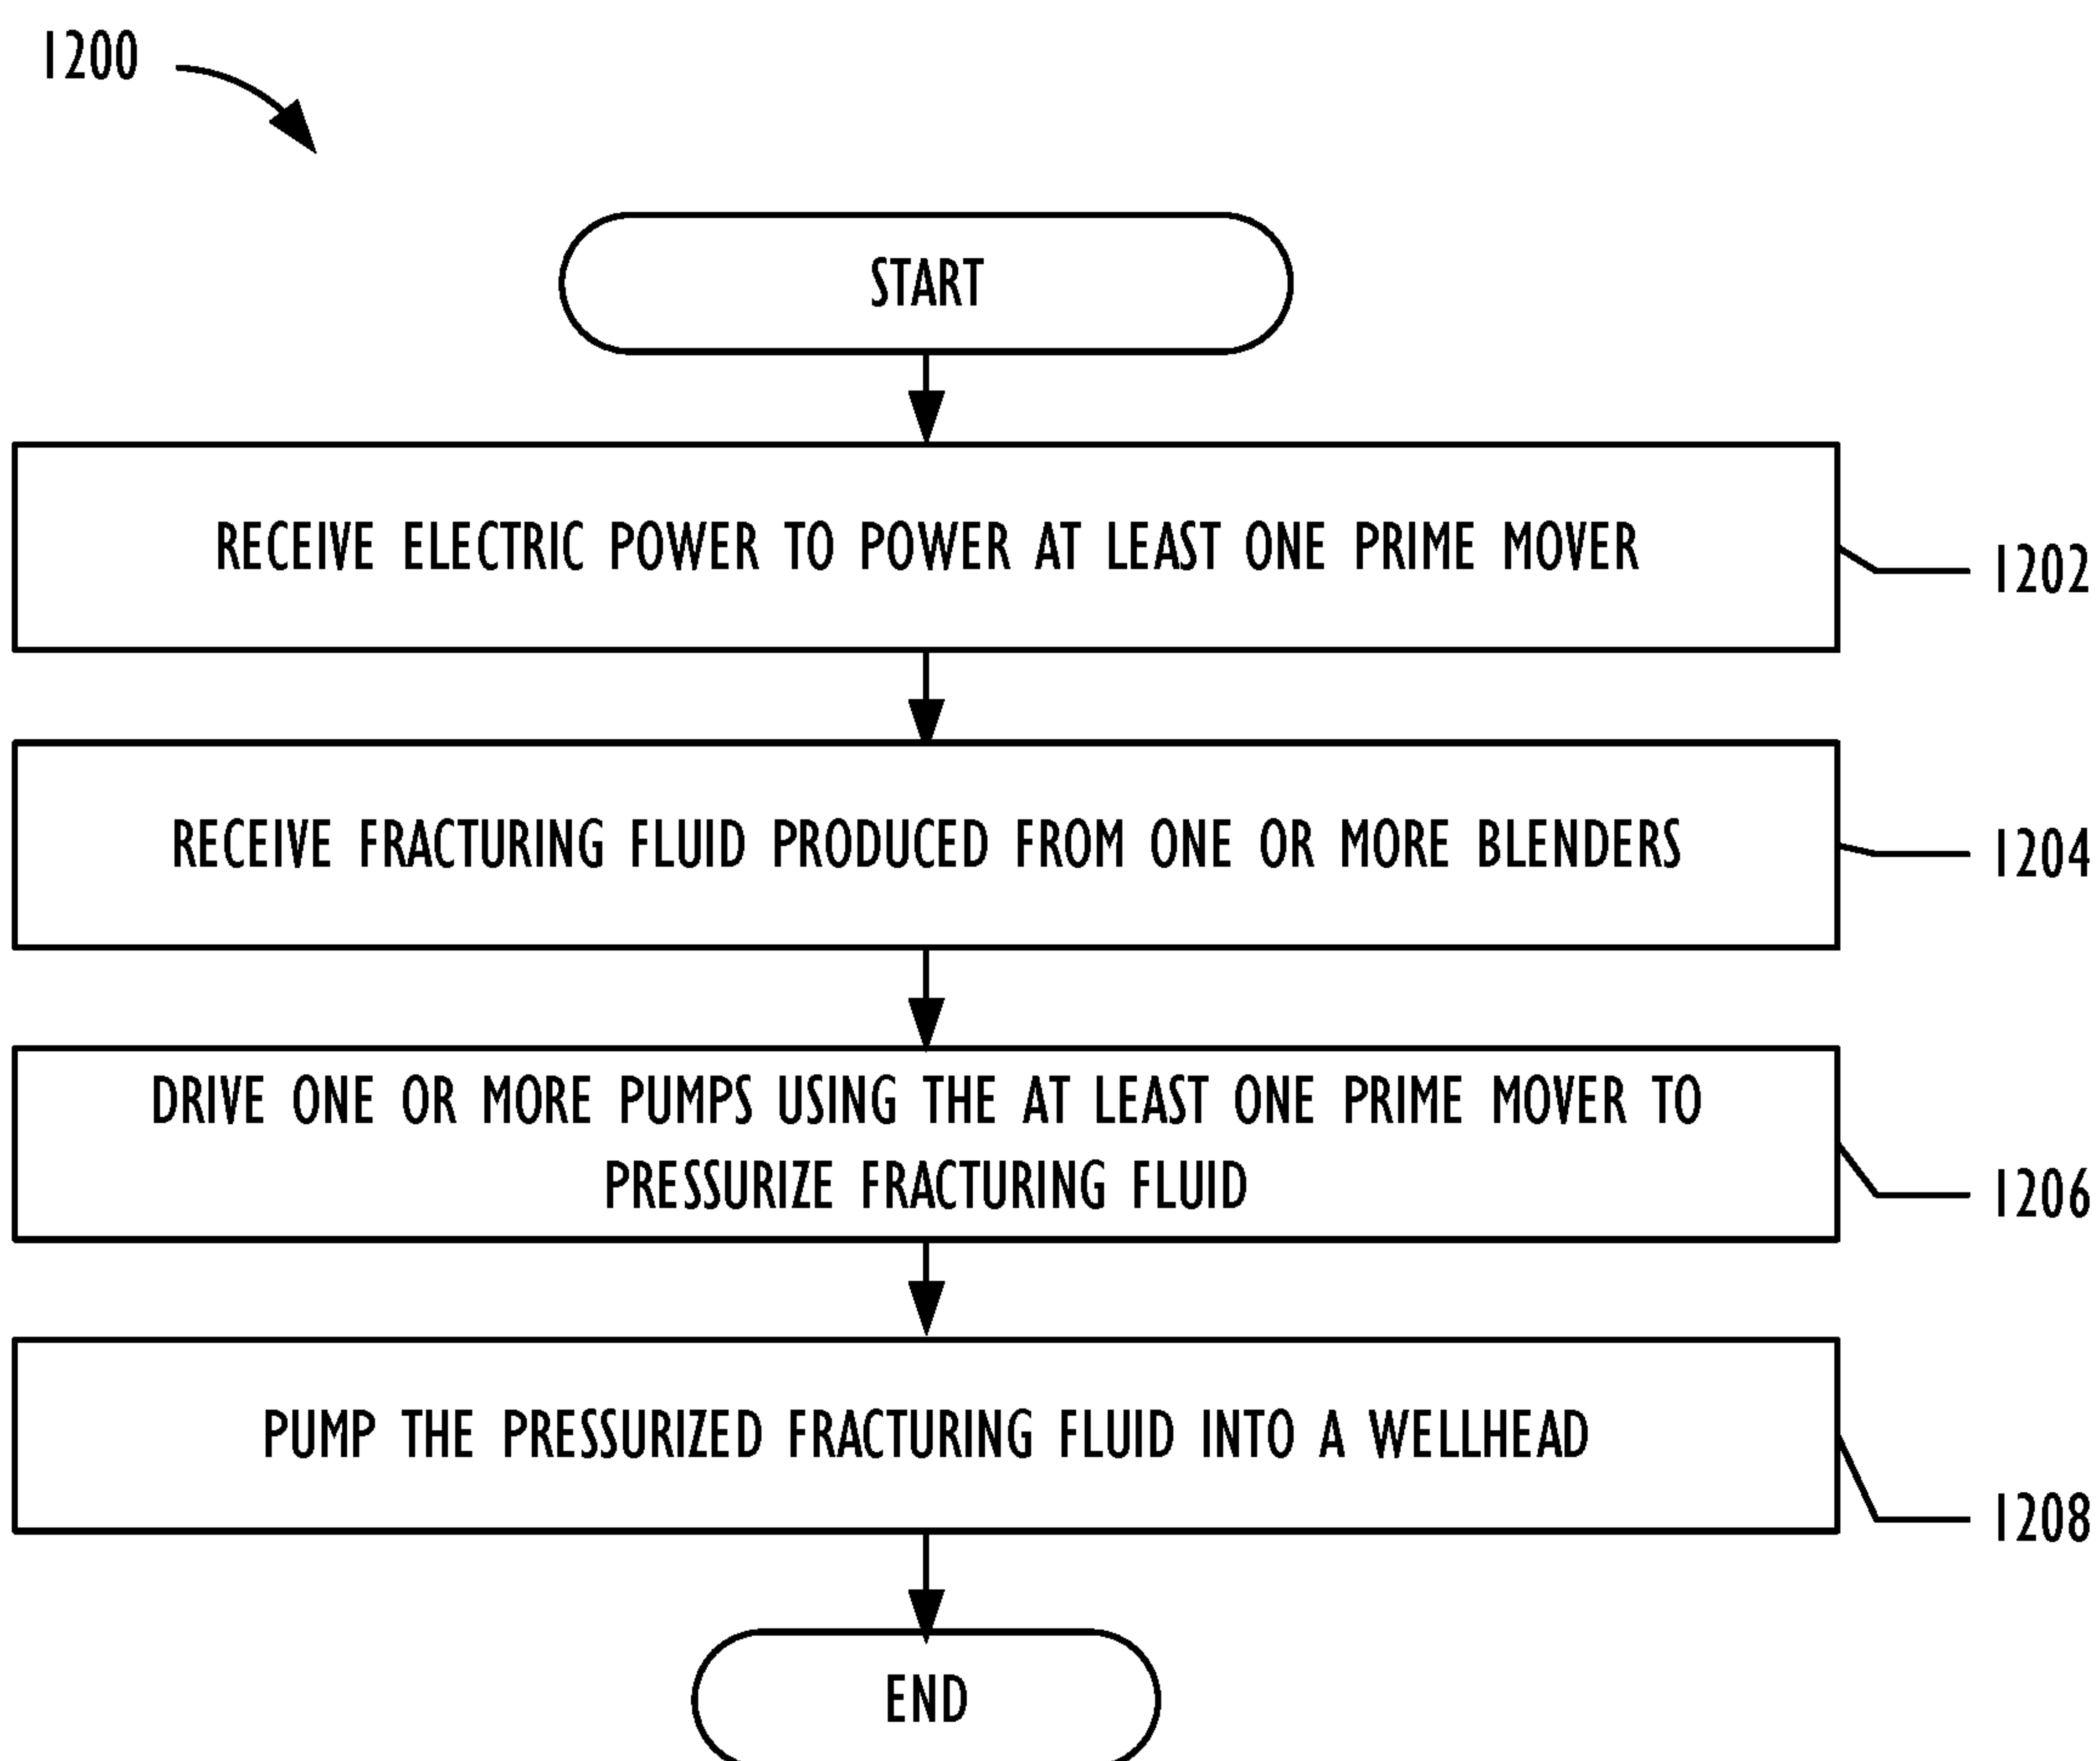 1200
START
RECEIVE ELECTRIC POWER TO POWER AT LEAST ONE PRIME MOVER
1202
RECEIVE FRACTURING FLUID PRODUCED FROM ONE OR MORE BLENDERS
1204
DRIVE ONE OR MORE PUMPS USING THE AT LEAST ONE PRIME MOVER TO
PRESSURIZE FRACTURING FLUID
1206
PUMP THE PRESSURIZED FRACTURING FLUID INTO A WELLHEAD
1208
END